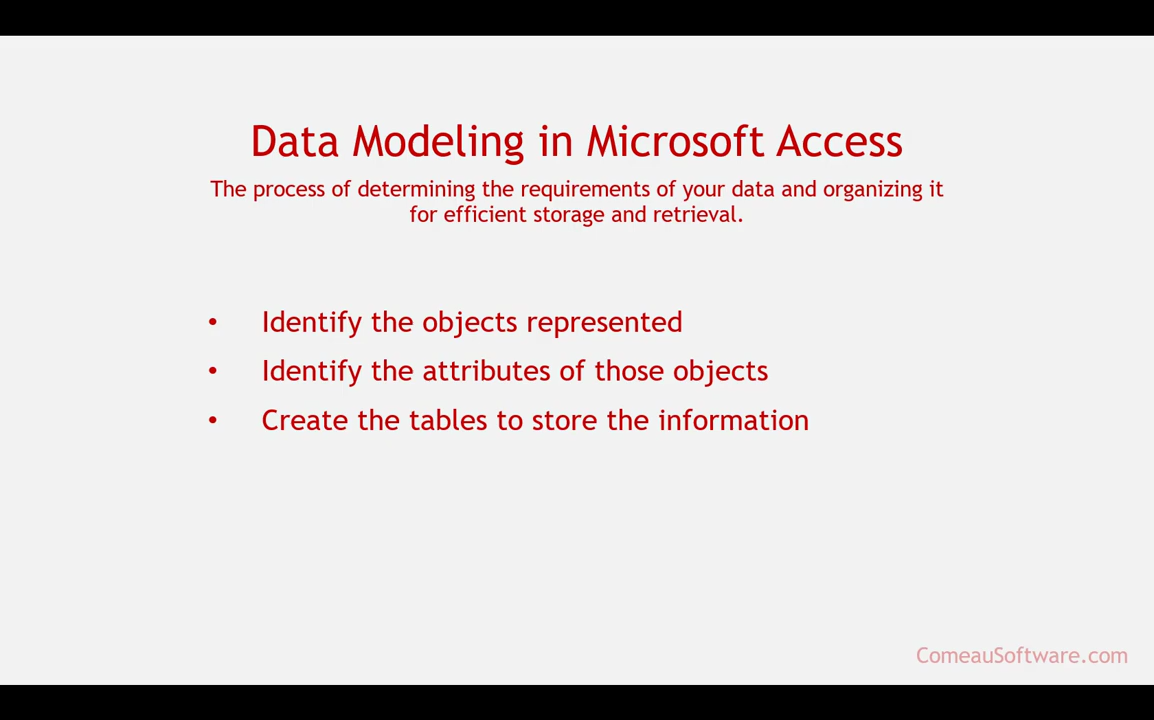 Data Modeling in Microsoft Access
The process of determining the requirements of your data and organizing it
for efficient storage and retrieval.
• Identify the objects represented
• Identify the attributes of those objects
• Create the tables to store the information
ComeauSoftware.com